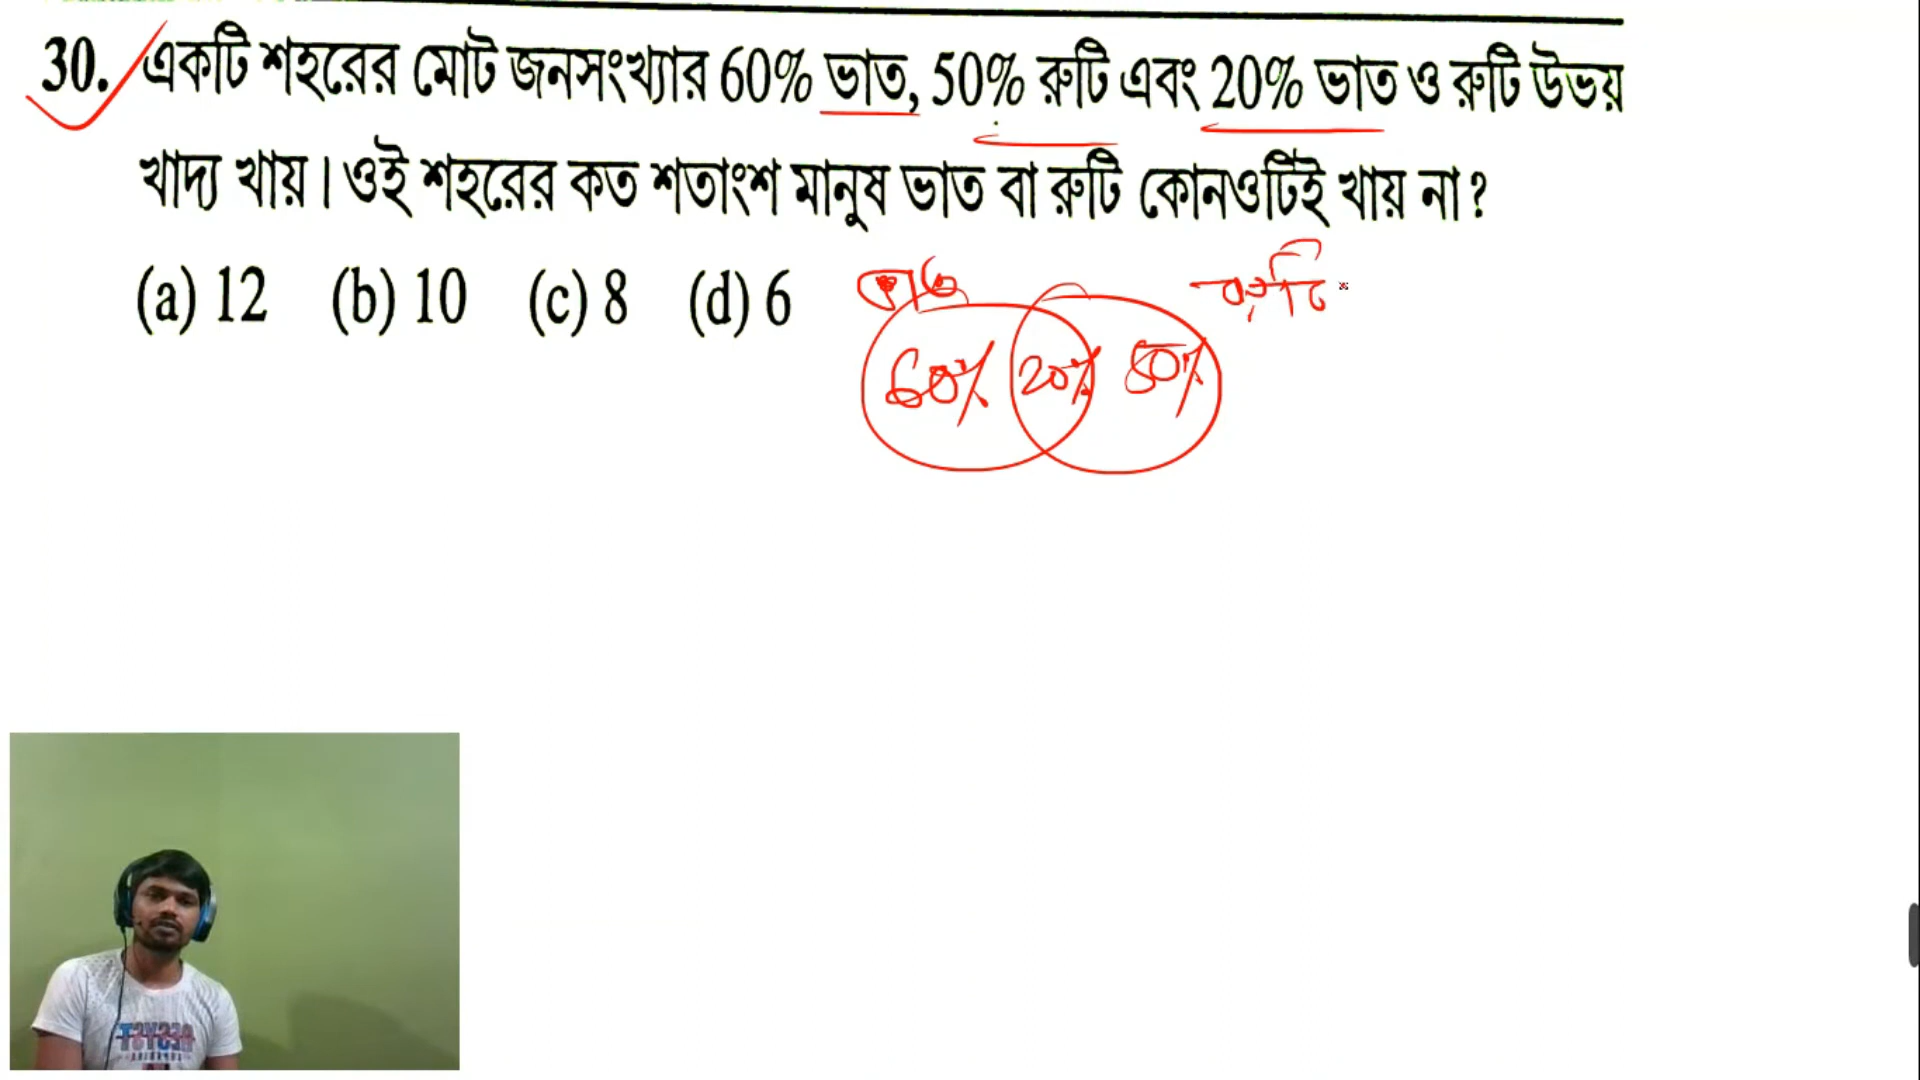 30. একটি শহরের মোট জনসংখ্যার 60% ভাত, 50% রুটি এবং 20% ভাত ও রুটি উভয়
খাদ্য খায়। ওই শহরের কত শতাংশ মানুষ ভাত বা রুটি কোনওটিই খায় না?
(a) 12 (b) 10 (c) 8 (d) 6
ভাত রুটি
60% 20% 50%